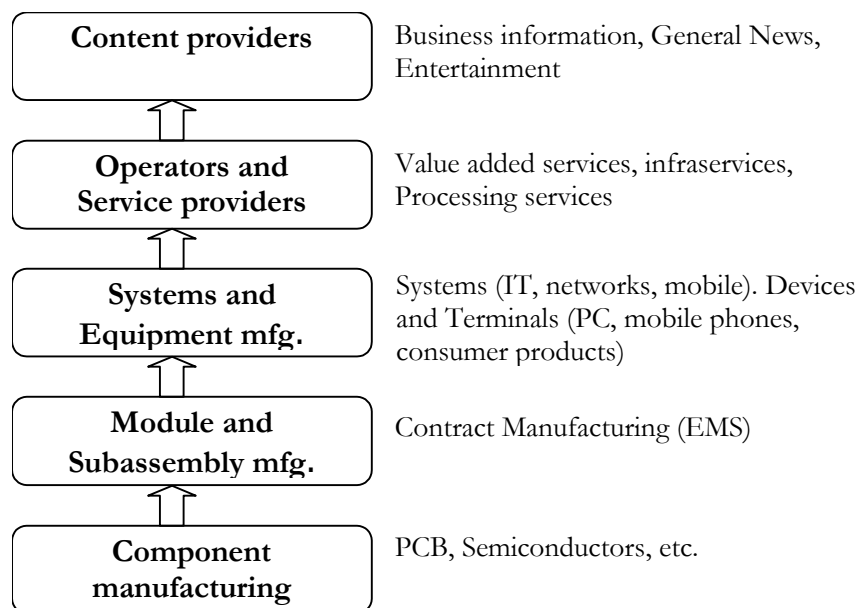 Content providers
Business information, General News,
Entertainment
Operators and
Service providers
Value added services, infraservices,
Processing services
Systems and
Equipment mfg.
Systems (IT, networks, mobile). Devices
and Terminals (PC, mobile phones,
consumer products)
Module and
Subassembly mfg.
Contract Manufacturing (EMS)
Component
manufacturing
PCB, Semiconductors, etc.